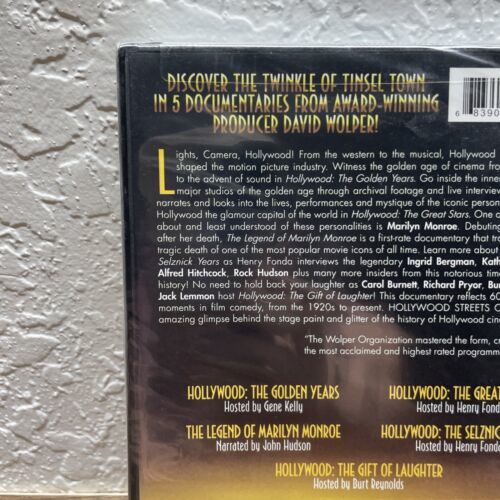 DISCOVER THE TWINKLE OF TINSEL TOWN
IN 5 DOCUMENTARIES FROM AWARD-WINNING
PRODUCER DAVID WOLPER!
6 8390
Lights, Camera, Hollywood! From the western to the musical, Hollywood
shaped the motion picture industry. Witness the golden age of cinema from
to the advent of sound in Hollywood: The Golden Years. Go inside the inner
major studios of the golden age through archival footage and live interview
narrates and looks into the lives, performances and mystique of the iconic person
Hollywood the glamour capital of the world in Hollywood: The Great Stars. One o
about and least understood of these personalities is Marilyn Monroe. Debuting
after her death, The Legend of Marilyn Monroe is a first-rate documentary that tra
tragic death of one of the most popular movie icons of all time. Learn more about
Selznick Years as Henry Fonda interviews the legendary Ingrid Bergman, Kath
Alfred Hitchcock, Rock Hudson plus many more insiders from this notorious time
history! No need to hold back your laughter as Carol Burnett, Richard Pryor, Bur
Jack Lemmon host Hollywood: The Gift of Laughter! This documentary reflects 60
moments in film comedy, from the 1920s to present. HOLLYWOOD STREETS O
amazing glimpse behind the stage paint and glitter of the history of Hollywood cine
"The Wolper Organization mastered the form, cr
the most acclaimed and highest rated programm
HOLLYWOOD: THE GOLDEN YEARS
Hosted by Gene Kelly
HOLLYWOOD: THE GREAT
Hosted by Henry Fond
THE LEGEND OF MARILYN MONROE
Narrated by John Hudson
HOLLYWOOD: THE SELZNIC
Hosted by Henry Fond
HOLLYWOOD: THE GIFT OF LAUGHTER
Hosted by Burt Reynolds